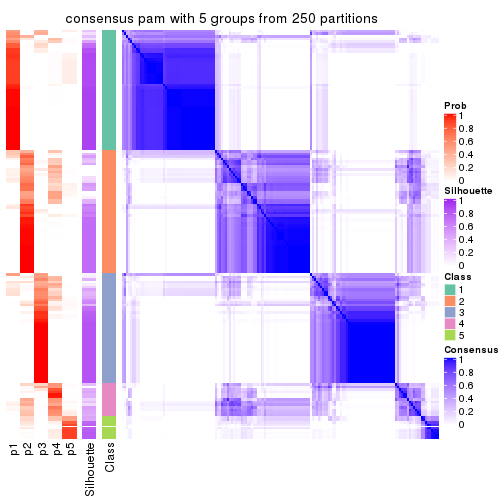 consensus pam with 5 groups from 250 partitions
Prob
1
0.8
0.6
0.4
0.2
0
Silhouette
1
0.8
0.6
0.4
0.2
0
Class
1
2
3
4
5
Consensus
1
0.8
0.6
0.4
0.2
0
p1
p2
p3
p4
p5
Silhouette
Class